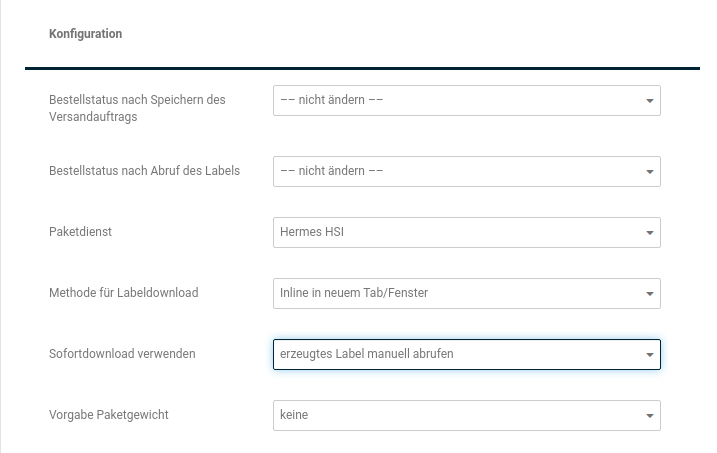 Konfiguration
Bestellstatus nach Speichern des
Versandauftrags
–– nicht ändern ––
Bestellstatus nach Abruf des Labels
–– nicht ändern ––
Paketdienst
Hermes HSI
Methode für Labeldownload
Inline in neuem Tab/Fenster
Sofortdownload verwenden
erzeugtes Label manuell abrufen
Vorgabe Paketgewicht
keine